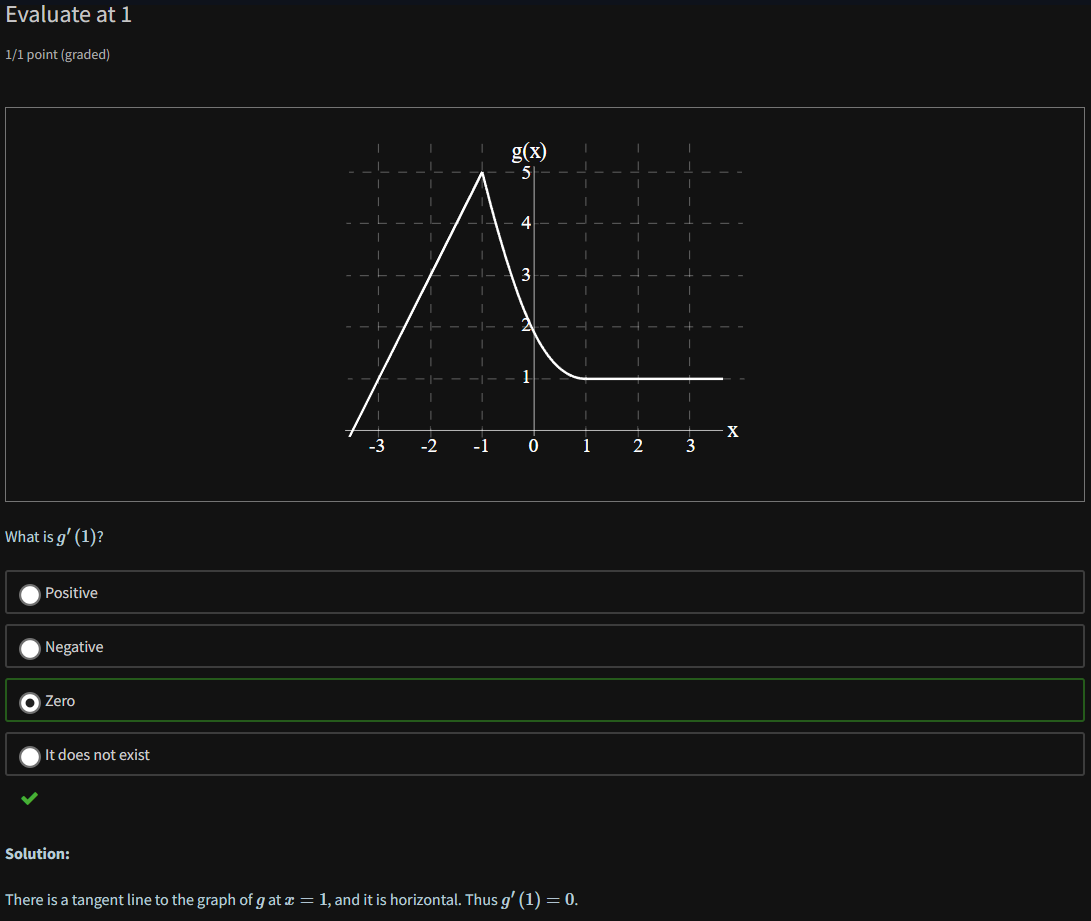 Evaluate at 1
1/1 point (graded)
g(x)
5
4
3
2
1
x
-3 -2 -1 0 1 2 3
What is g′ (1)?
Positive
Negative
Zero
It does not exist
Solution:
There is a tangent line to the graph of g at x = 1, and it is horizontal. Thus g′ (1) = 0.